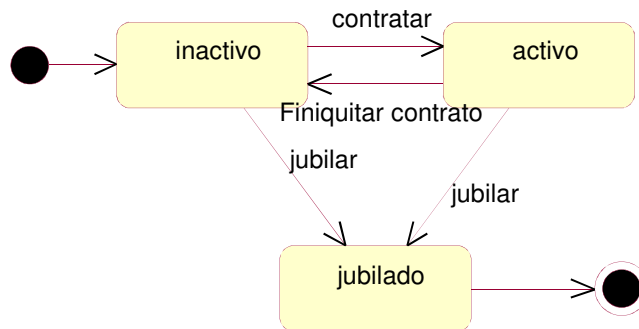 contratar
inactivo
activo
Finiquitar contrato
jubilar
jubilar
jubilado